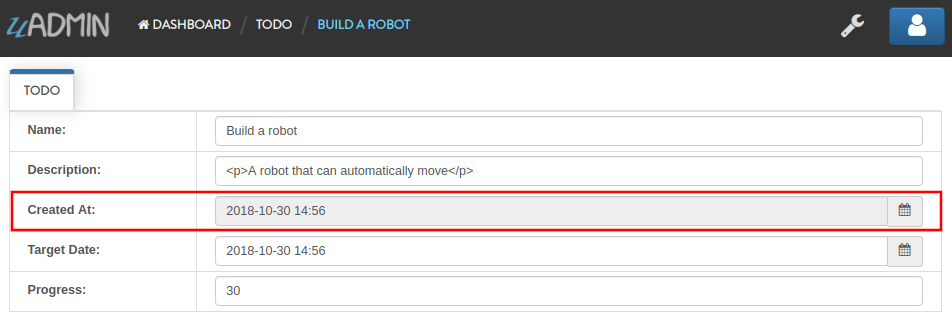 uADMIN DASHBOARD / TODO / BUILD A ROBOT
TODO
Name: Build a robot
Description: <p>A robot that can automatically move</p>
Created At: 2018-10-30 14:56
Target Date: 2018-10-30 14:56
Progress: 30